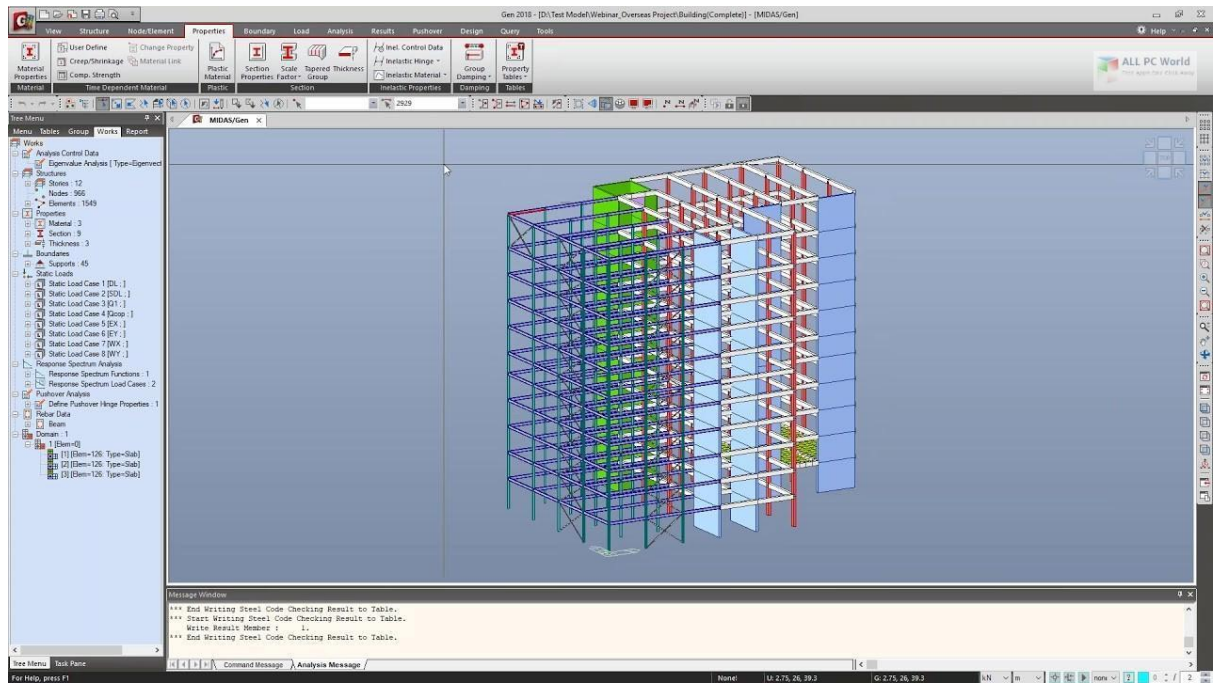 Gen 2018 - [D:\Test Model\Webinar_Overseas Project\Building(Complete)] - [MIDAS/Gen]
View Structure Node/Element Properties Boundary Load Analysis Results Pushover Design Query Tools Help
Material Properties
User Define
Creep/Shrinkage
Comp. Strength
Change Property
Material Link
Plastic Material
Section Properties
Scale Factor
Tapered Group
Thickness
Inel. Control Data
Inelastic Hinge
Inelastic Material
Group Damping
Property Tables
Material Time Dependent Material Plastic Section Inelastic Properties Damping Tables
ALL PC World
2929
Tree Menu
MIDAS/Gen
Menu Tables Group Works Report
Works
Analysis Control Data
Eigenvalue Analysis [ Type=Eigenvect
Structures
Stories : 12
Nodes : 966
Elements : 1549
Properties
Material : 3
Section : 9
Thickness : 3
Boundaries
Supports : 45
Static Loads
Static Load Case 1 [DL ; ]
Static Load Case 2 [SDL ; ]
Static Load Case 3 [Q1 ; ]
Static Load Case 4 [Qcop ; ]
Static Load Case 5 [EX ; ]
Static Load Case 6 [EY ; ]
Static Load Case 7 [WX ; ]
Static Load Case 8 [WY ; ]
Response Spectrum Analysis
Response Spectrum Functions : 1
Response Spectrum Load Cases : 2
Pushover Analysis
Define Pushover Hinge Properties : 1
Rebar Data
Beam
Domain : 1
1 [Elem=0]
[1] [Elem=126: Type=Slab]
[2] [Elem=126: Type=Slab]
[3] [Elem=126: Type=Slab]
Message Window
*** End Writing Steel Code Checking Result to Table.
*** Start Writing Steel Code Checking Result to Table.
Write Result Member : 1.
*** End Writing Steel Code Checking Result to Table.
Tree Menu Task Pane
Command Message Analysis Message
For Help, press F1
None! U: 2.75, 26, 39.3 G: 2.75, 26, 39.3 kN m 0 / 2